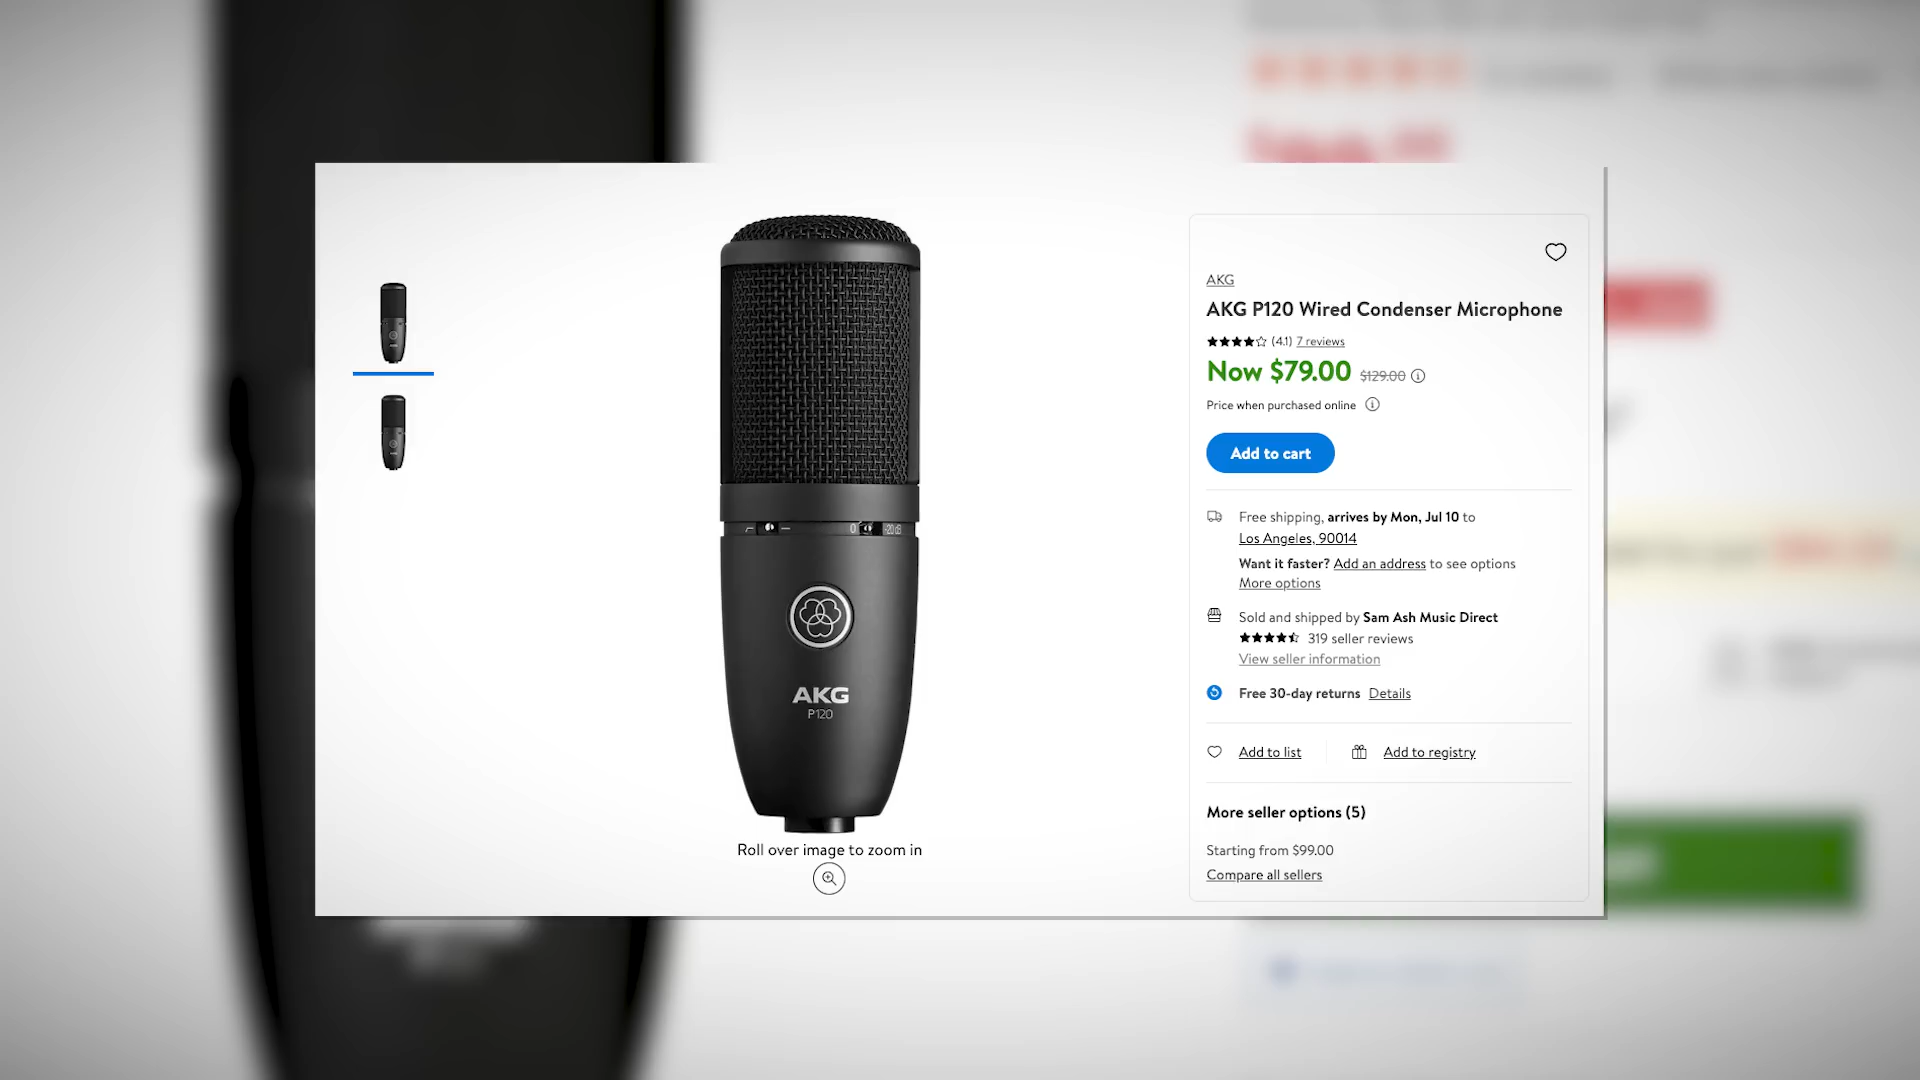 AKG
AKG P120 Wired Condenser Microphone
(4.1) 7 reviews
Now $79.00 $129.00
Price when purchased online
Add to cart
Free shipping, arrives by Mon, Jul 10 to
Los Angeles, 90014
Want it faster? Add an address to see options
More options
Sold and shipped by Sam Ash Music Direct
319 seller reviews
View seller information
Free 30-day returns Details
Add to list
Add to registry
More seller options (5)
Starting from $99.00
Compare all sellers
0 -20 dB
AKG
P120
Roll over image to zoom in